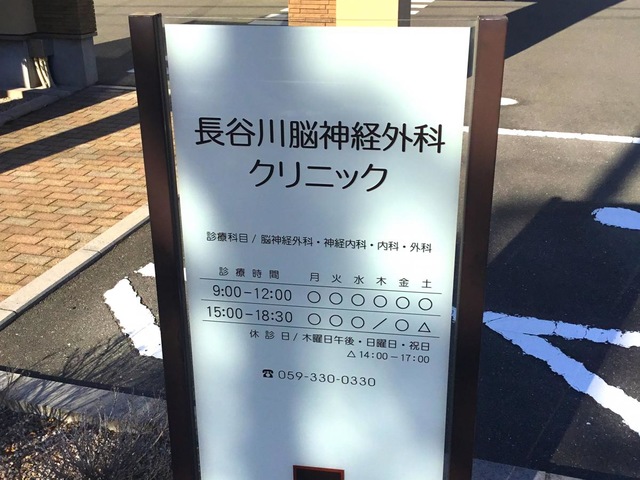 長谷川脳神経外科
クリニック
診療科目/脳神経外科・神経内科・内科・外科
診療時間 月 火 水 木 金 土
9:00-12:00 〇 〇 〇 〇 〇 〇
15:00-18:30 〇 〇 〇 / 〇 △
休診日/木曜日午後・日曜日・祝日
△14:00-17:00
☎059-330-0330